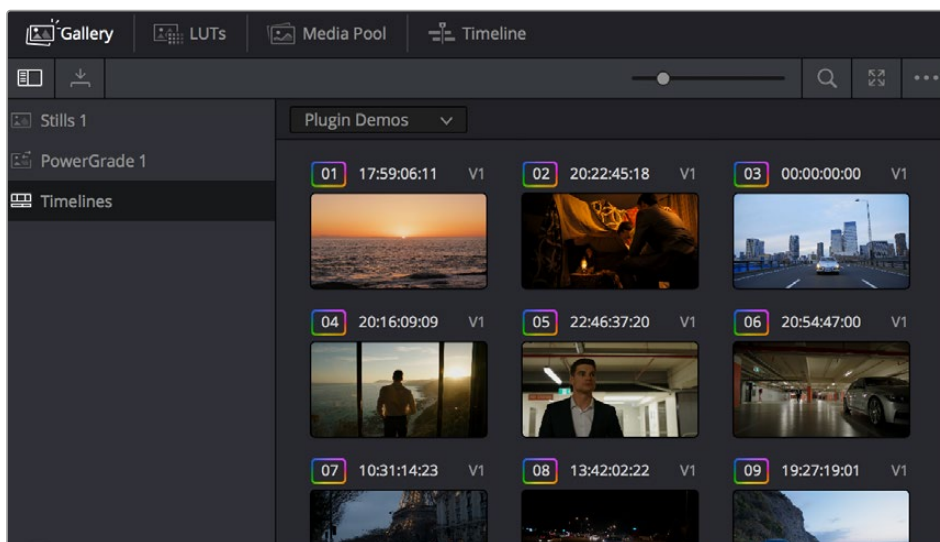 Gallery LUTs Media Pool Timeline
Stills 1
PowerGrade 1
Timelines
Plugin Demos
01 17:59:06:11 V1
02 20:22:45:18 V1
03 00:00:00:00 V1
04 20:16:09:09 V1
05 22:46:37:20 V1
06 20:54:47:00 V1
07 10:31:14:23 V1
08 13:42:02:22 V1
09 19:27:19:01 V1